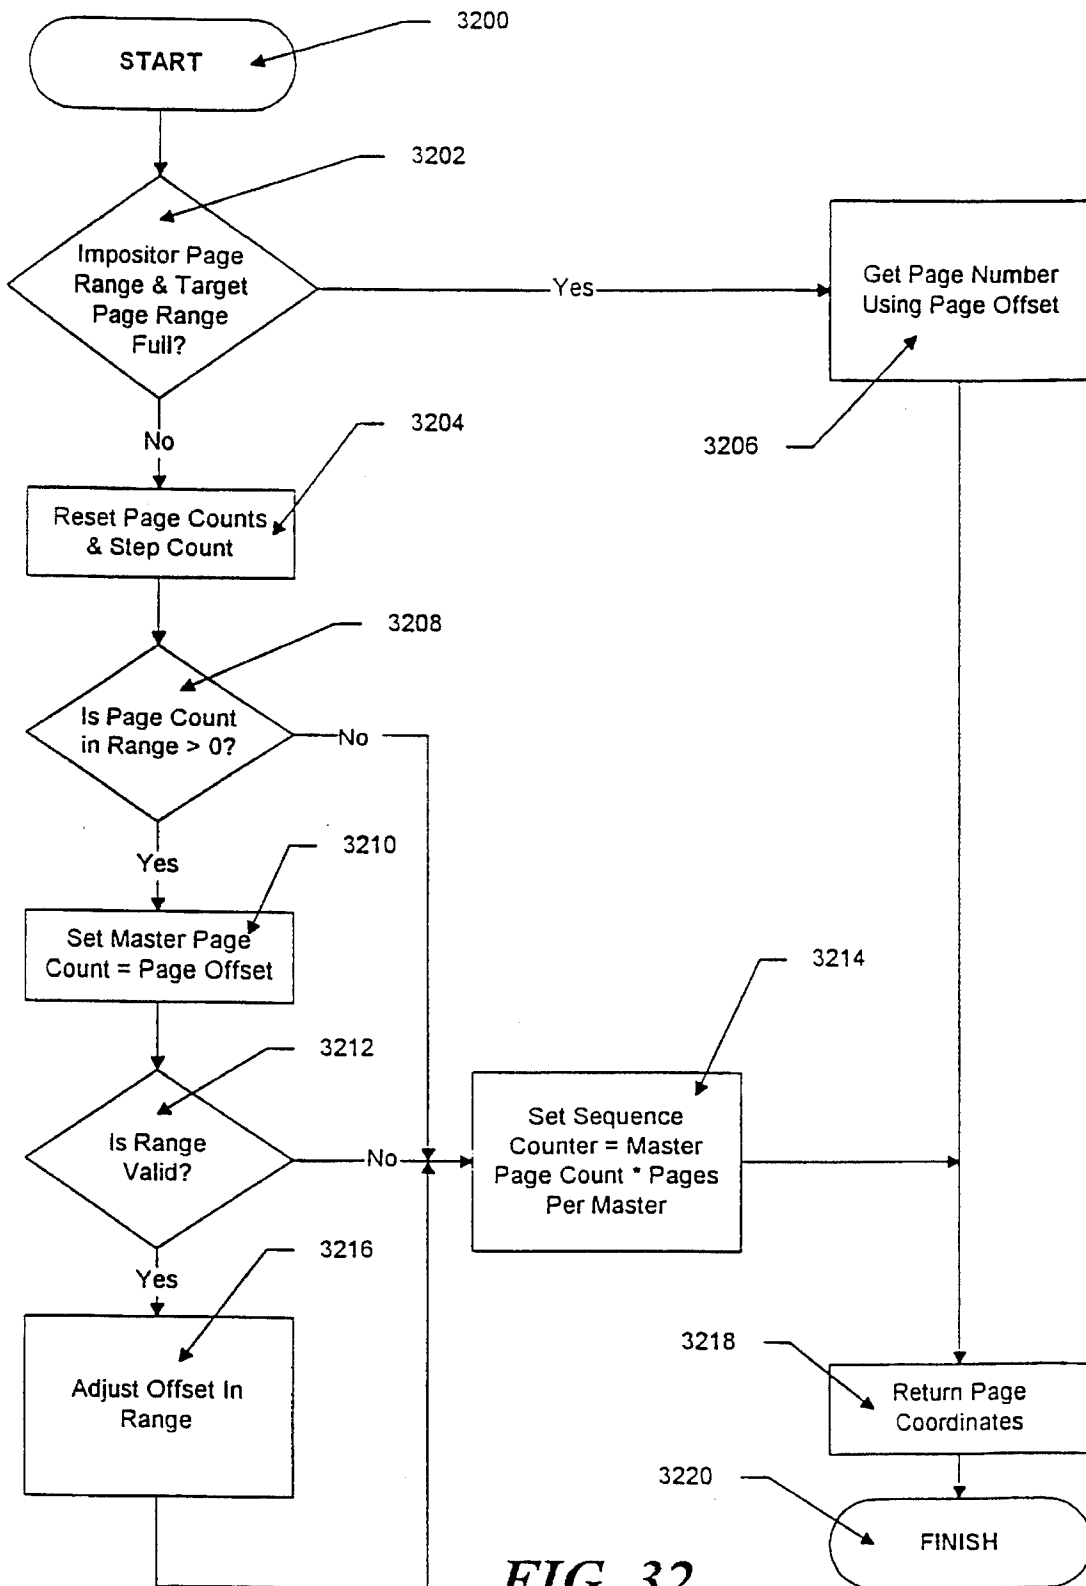 START
3200
3202
Impositor Page
Range & Target
Page Range
Full?
Yes
Get Page Number
Using Page Offset
3206
No
3204
Reset Page Counts
& Step Count
3208
Is Page Count
in Range > 0?
No
Yes
3210
Set Master Page
Count = Page Offset
3212
Is Range
Valid?
No
3214
Set Sequence
Counter = Master
Page Count * Pages
Per Master
Yes
3216
Adjust Offset In
Range
3218
Return Page
Coordinates
3220
FINISH
FIG. 32